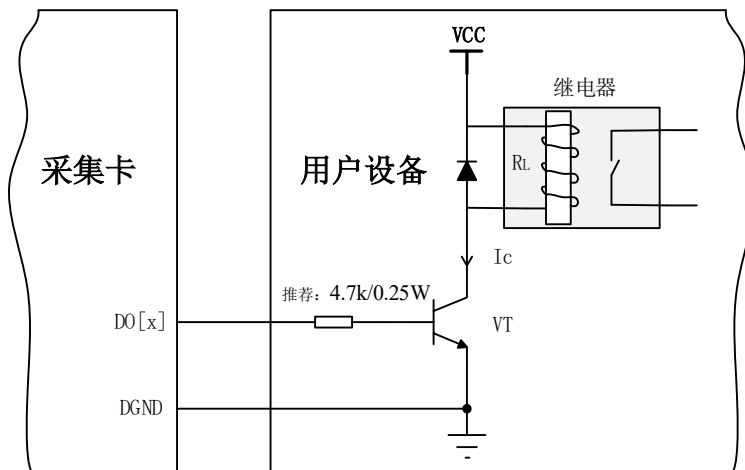 VCC
继电器
采集卡
用户设备
RL
Ic
推荐: 4.7k/0.25W
DO[x]
VT
DGND